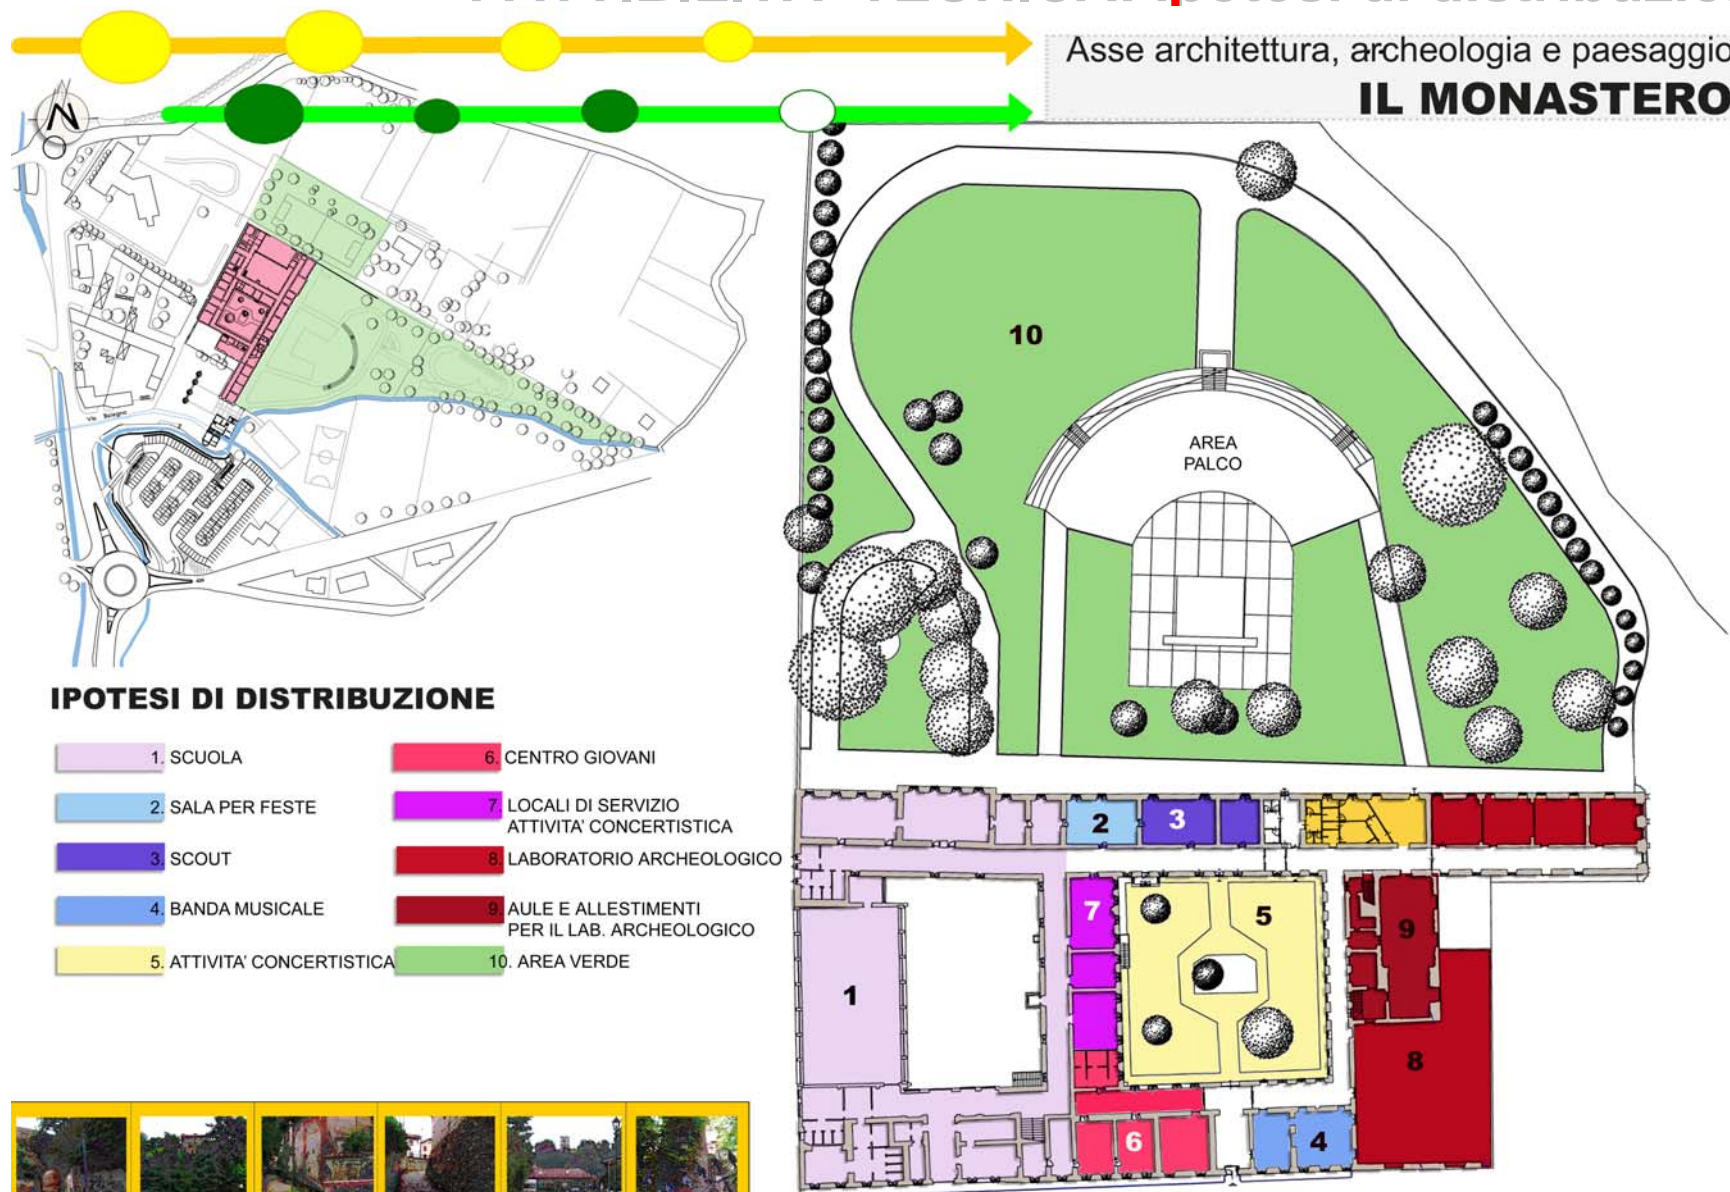 Asse architettura, archeologia e paesaggio
IL MONASTERO
N
Via Bologna
10
AREA
PALCO
IPOTESI DI DISTRIBUZIONE
1. SCUOLA
2. SALA PER FESTE
3. SCOUT
4. BANDA MUSICALE
5. ATTIVITA' CONCERTISTICA
6. CENTRO GIOVANI
7. LOCALI DI SERVIZIO
ATTIVITA' CONCERTISTICA
8. LABORATORIO ARCHEOLOGICO
9. AULE E ALLESTIMENTI
PER IL LAB. ARCHEOLOGICO
10. AREA VERDE
2
3
7
5
9
1
8
6
4